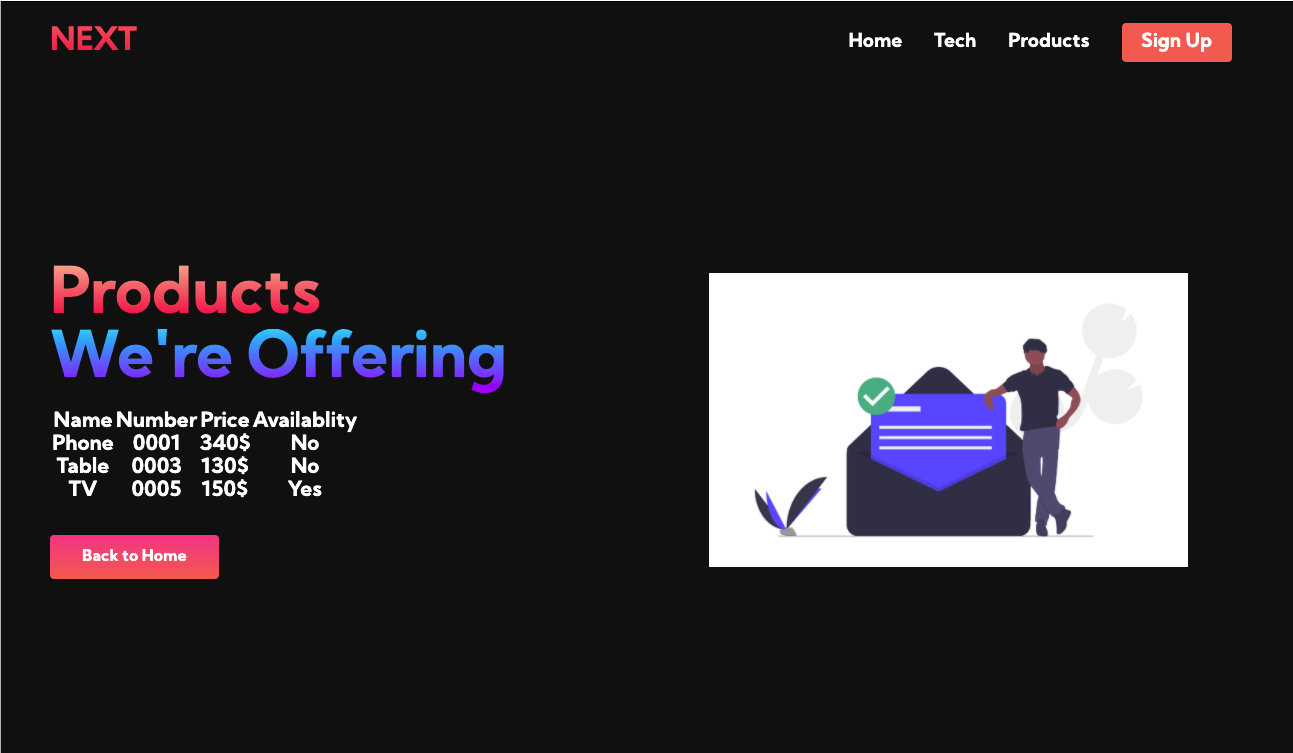 NEXT
Home Tech Products Sign Up
Products
We're Offering
Name Number Price Availablity
Phone 0001 340$ No
Table 0003 130$ No
TV 0005 150$ Yes
Back to Home